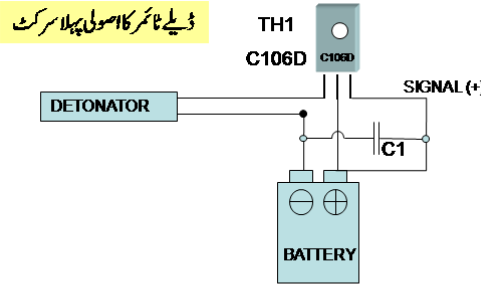 ڈیلے ٹائمر کا اصولی پہلا سرکٹ
TH1
C106D
C106D
SIGNAL (+)
DETONATOR
C1
BATTERY